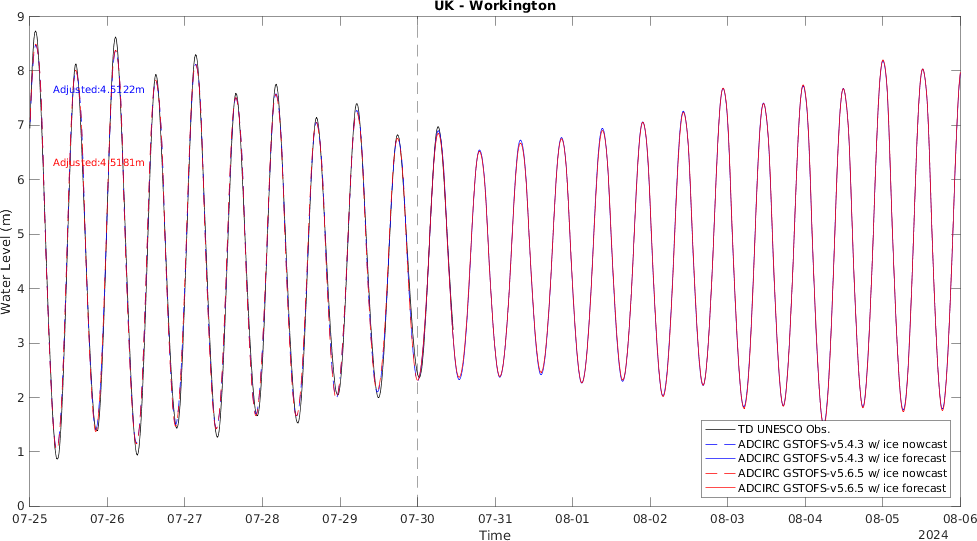 UK - Workington
9
8
7
6
5
4
3
2
1
0
Water Level (m)
Adjusted:4.5122m
Adjusted:4.5181m
TD UNESCO Obs.
ADCIRC GSTOFS-v5.4.3 w/ ice nowcast
ADCIRC GSTOFS-v5.4.3 w/ ice forecast
ADCIRC GSTOFS-v5.6.5 w/ ice nowcast
ADCIRC GSTOFS-v5.6.5 w/ ice forecast
07-25 07-26 07-27 07-28 07-29 07-30 07-31 08-01 08-02 08-03 08-04 08-05 08-06
Time
2024